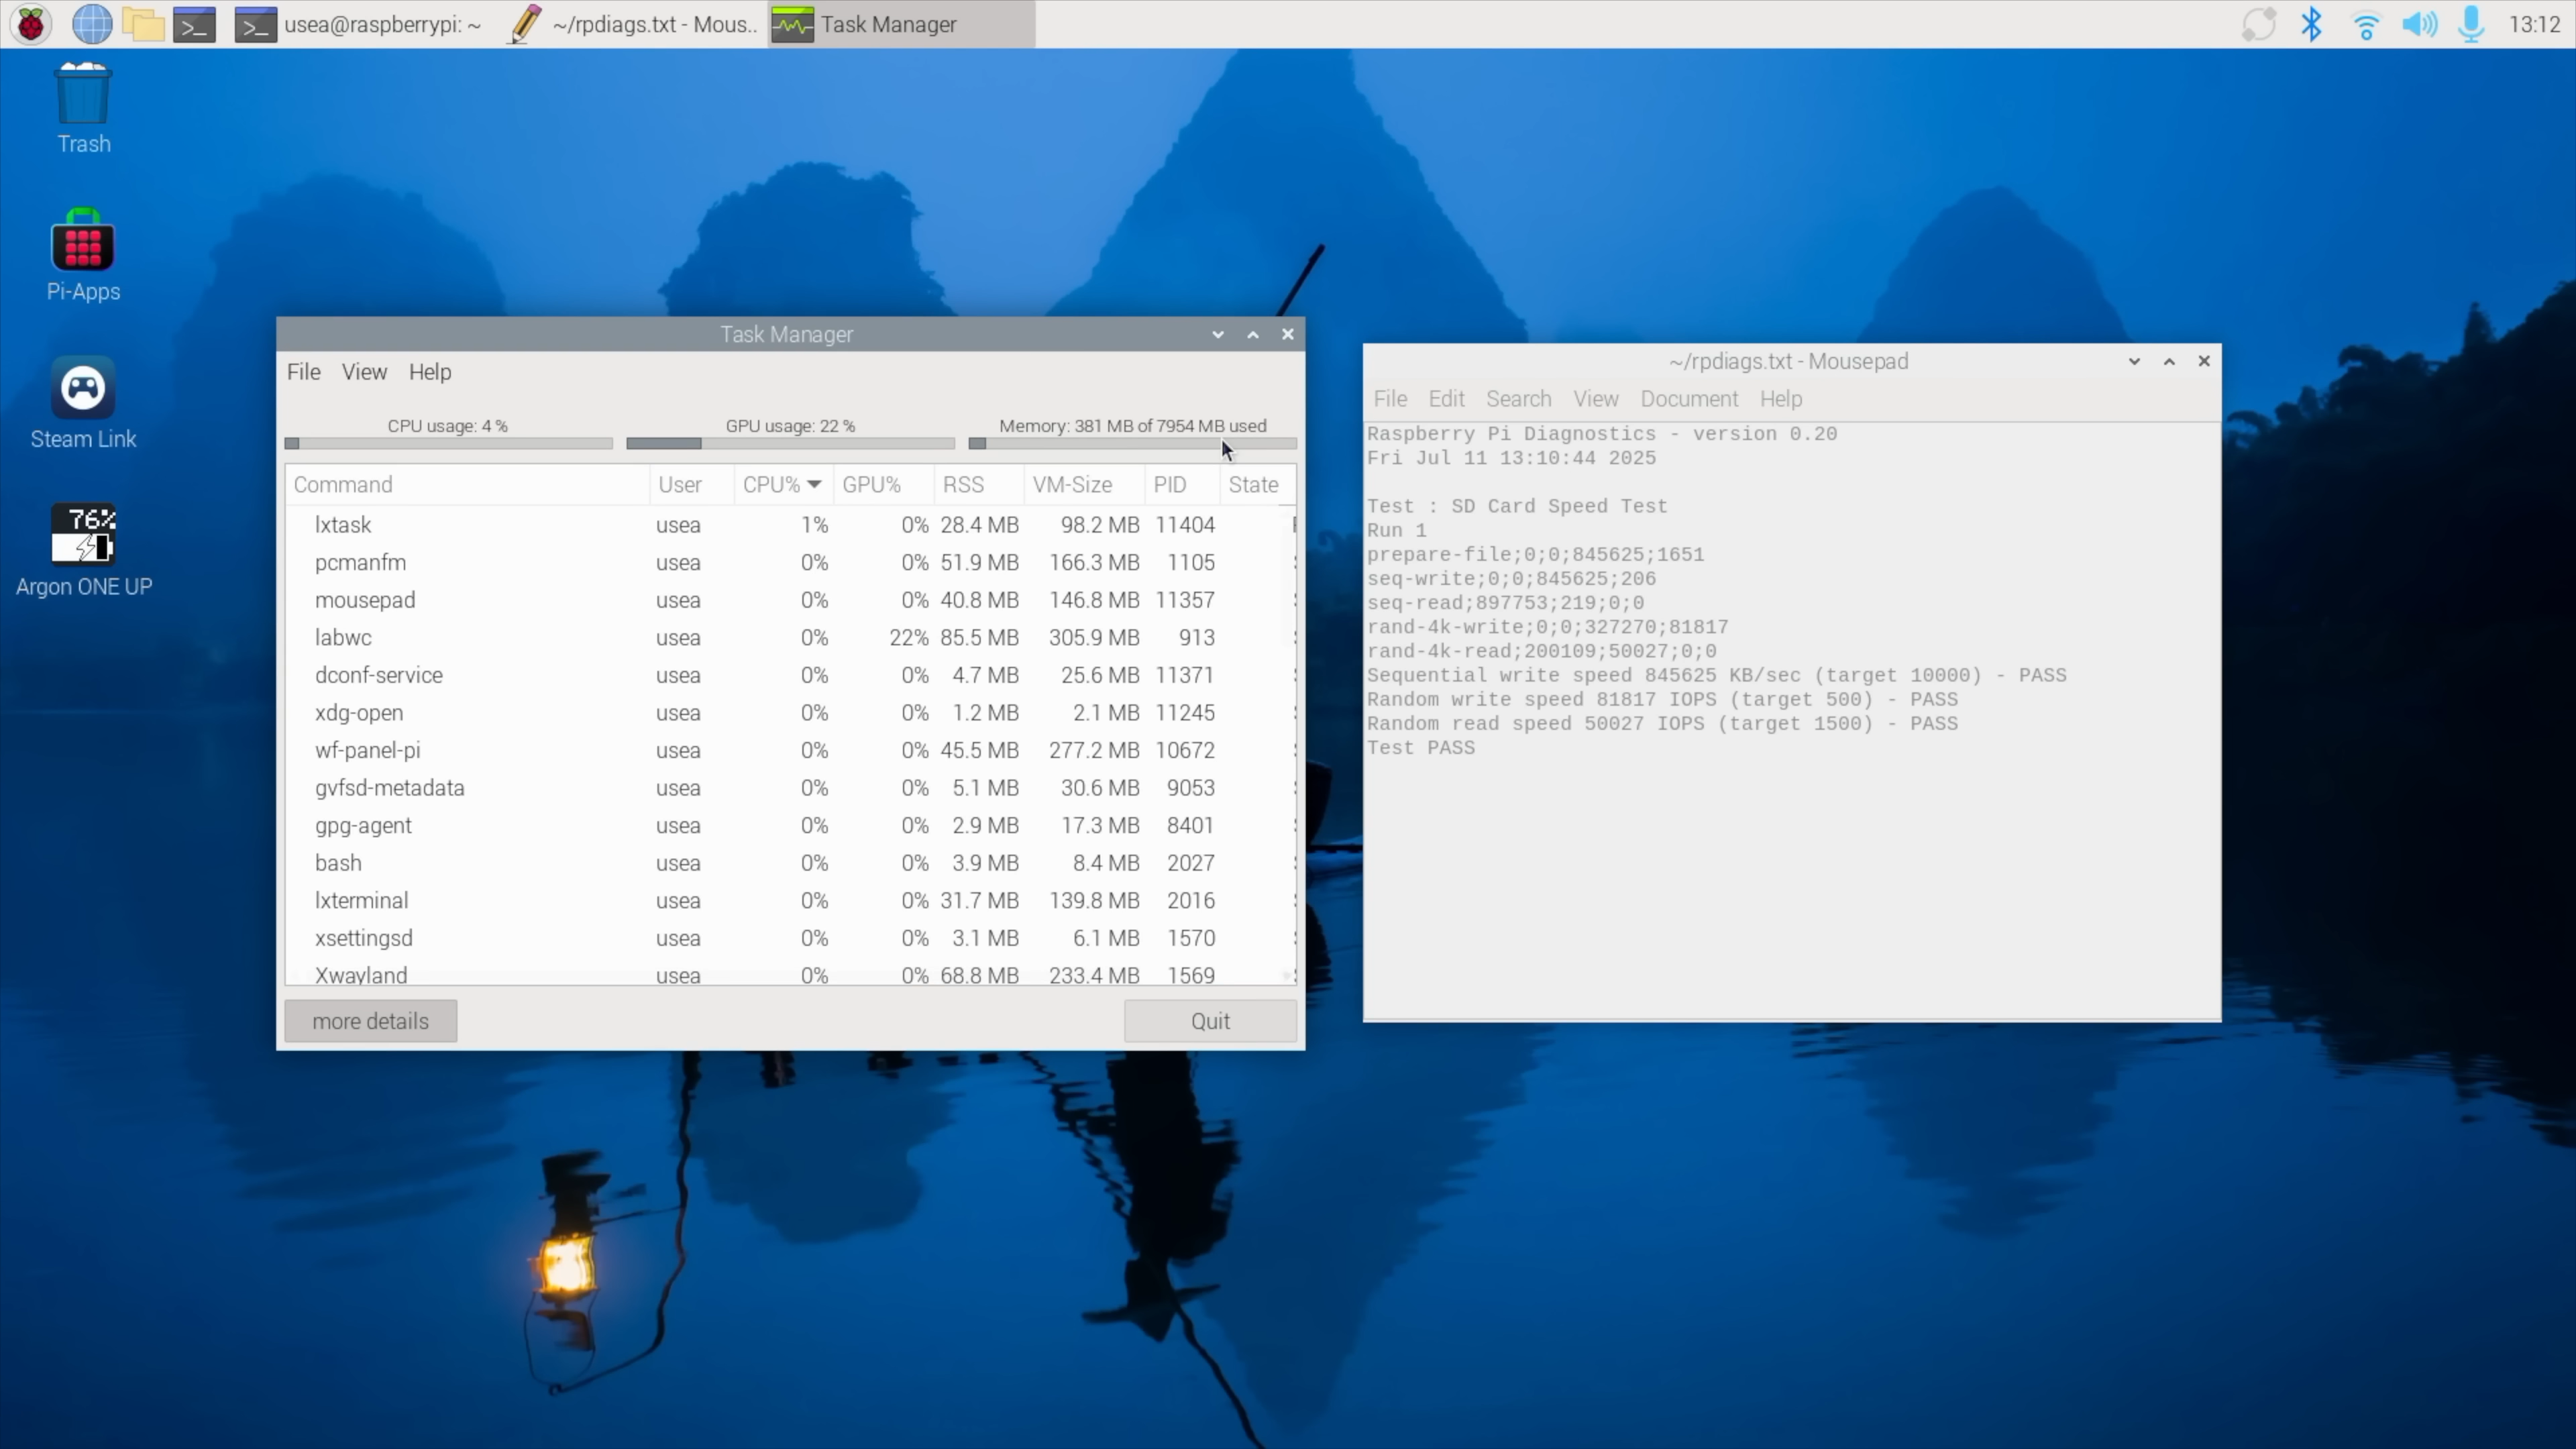 usea@raspberrypi: ~
~/rpdiags.txt - Mous..
Task Manager
13:12
Trash
Pi-Apps
Steam Link
76%
Argon ONE UP
Task Manager
File View Help
CPU usage: 4 % GPU usage: 22 % Memory: 381 MB of 7954 MB used
Command User CPU% GPU% RSS VM-Size PID State
lxtask usea 1% 0% 28.4 MB 98.2 MB 11404
pcmanfm usea 0% 0% 51.9 MB 166.3 MB 1105
mousepad usea 0% 0% 40.8 MB 146.8 MB 11357
labwc usea 0% 22% 85.5 MB 305.9 MB 913
dconf-service usea 0% 0% 4.7 MB 25.6 MB 11371
xdg-open usea 0% 0% 1.2 MB 2.1 MB 11245
wf-panel-pi usea 0% 0% 45.5 MB 277.2 MB 10672
gvfsd-metadata usea 0% 0% 5.1 MB 30.6 MB 9053
gpg-agent usea 0% 0% 2.9 MB 17.3 MB 8401
bash usea 0% 0% 3.9 MB 8.4 MB 2027
lxterminal usea 0% 0% 31.7 MB 139.8 MB 2016
xsettingsd usea 0% 0% 3.1 MB 6.1 MB 1570
Xwayland usea 0% 0% 68.8 MB 233.4 MB 1569
more details Quit
~/rpdiags.txt - Mousepad
File Edit Search View Document Help
Raspberry Pi Diagnostics - version 0.20
Fri Jul 11 13:10:44 2025
Test : SD Card Speed Test
Run 1
prepare-file;0;0;845625;1651
seq-write;0;0;845625;206
seq-read;897753;219;0;0
rand-4k-write;0;0;327270;81817
rand-4k-read;200109;50027;0;0
Sequential write speed 845625 KB/sec (target 10000) - PASS
Random write speed 81817 IOPS (target 500) - PASS
Random read speed 50027 IOPS (target 1500) - PASS
Test PASS